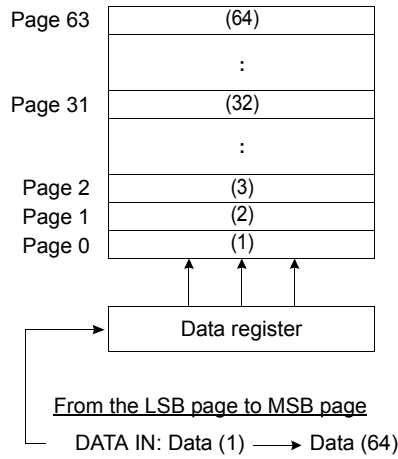 Page 63 (64)
:
Page 31 (32)
:
Page 2 (3)
Page 1 (2)
Page 0 (1)
Data register
From the LSB page to MSB page
DATA IN: Data (1) → Data (64)